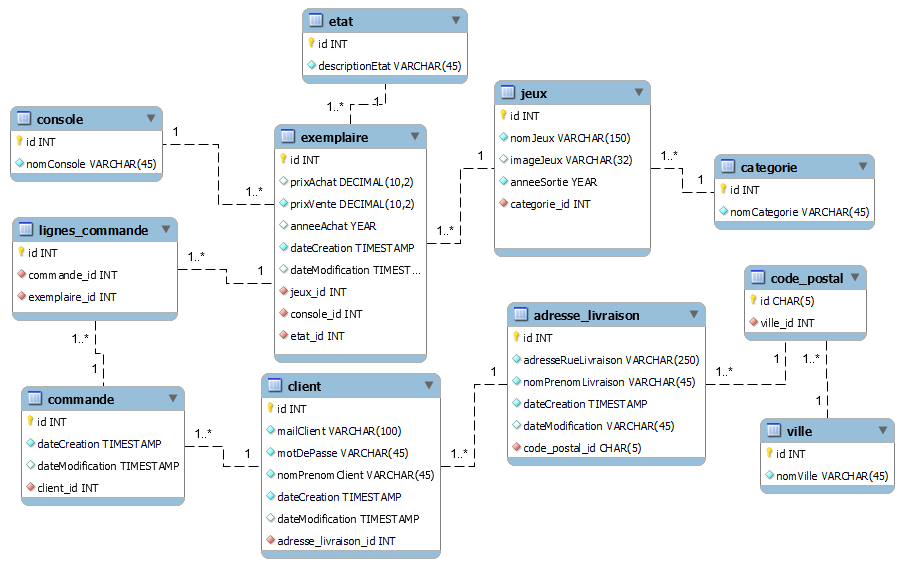 etat
id INT
descriptionEtat VARCHAR(45)
1..*
1
console
id INT
nomConsole VARCHAR(45)
1
1..*
exemplaire
id INT
prixAchat DECIMAL(10,2)
prixVente DECIMAL(10,2)
anneeAchat YEAR
dateCreation TIMESTAMP
dateModification TIMEST...
jeux_id INT
console_id INT
etat_id INT
1
1..*
jeux
id INT
nomJeux VARCHAR(150)
imageJeux VARCHAR(32)
anneeSortie YEAR
categorie_id INT
1..*
1
categorie
id INT
nomCategorie VARCHAR(45)
lignes_commande
id INT
commande_id INT
exemplaire_id INT
1..*
1
1..*
1
commande
id INT
dateCreation TIMESTAMP
dateModification TIMESTAMP
client_id INT
1..*
1
client
id INT
mailClient VARCHAR(100)
motDePasse VARCHAR(45)
nomPrenomClient VARCHAR(45)
dateCreation TIMESTAMP
dateModification TIMESTAMP
adresse_livraison_id INT
1
1..*
adresse_livraison
id INT
adresseRueLivraison VARCHAR(250)
nomPrenomLivraison VARCHAR(45)
dateCreation TIMESTAMP
dateModification VARCHAR(45)
code_postal_id CHAR(5)
1..*
1
code_postal
id CHAR(5)
ville_id INT
1..*
1
ville
id INT
nomVille VARCHAR(45)